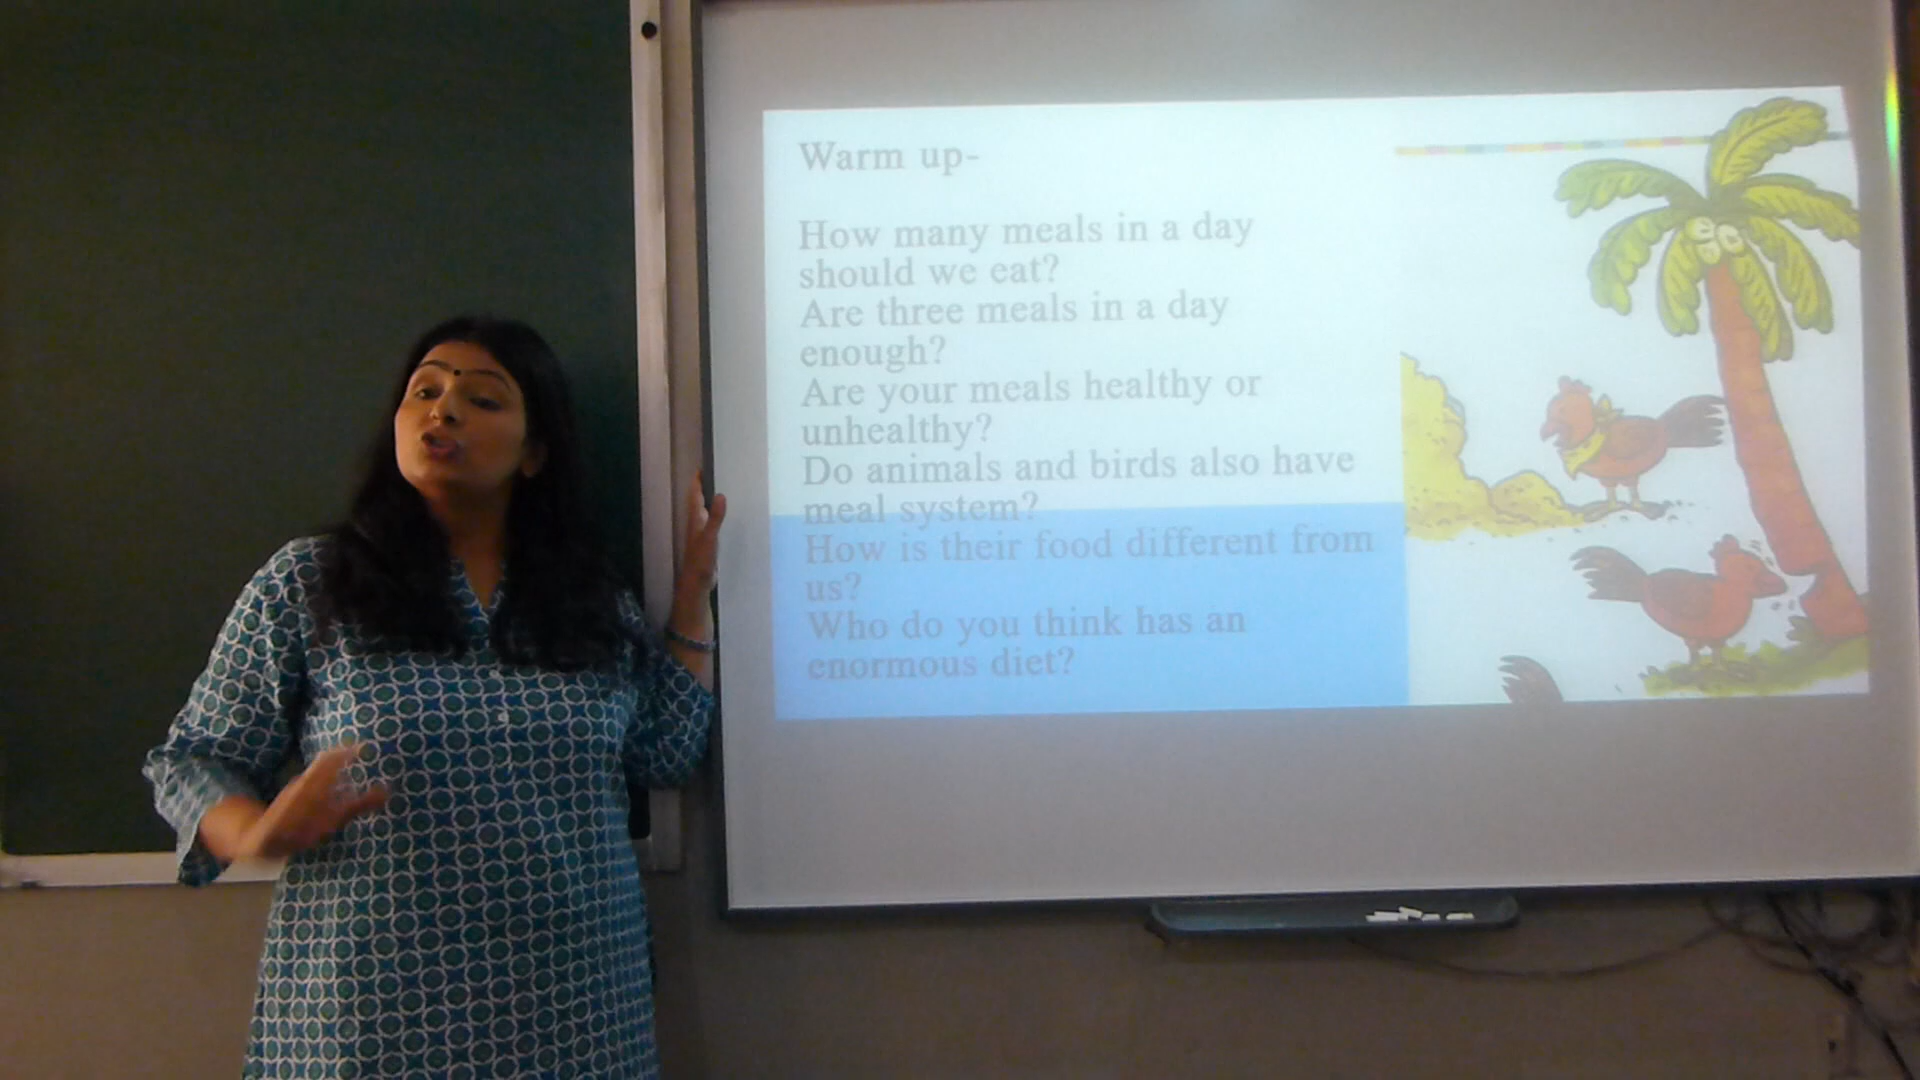 Warm up-
How many meals in a day
should we eat?
Are three meals in a day
enough?
Are your meals healthy or
unhealthy?
Do animals and birds also have
meal system?
How is their food different from
us?
Who do you think has an
enormous diet?